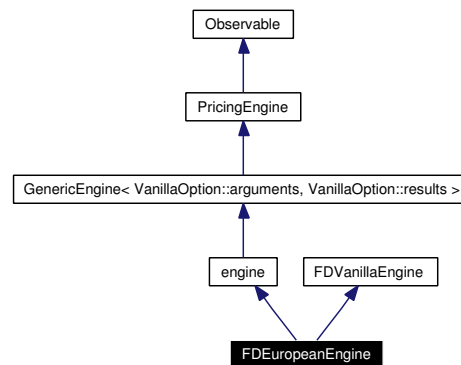 Observable
PricingEngine
GenericEngine< VanillaOption::arguments, VanillaOption::results >
engine
FDVanillaEngine
FDEuropeanEngine